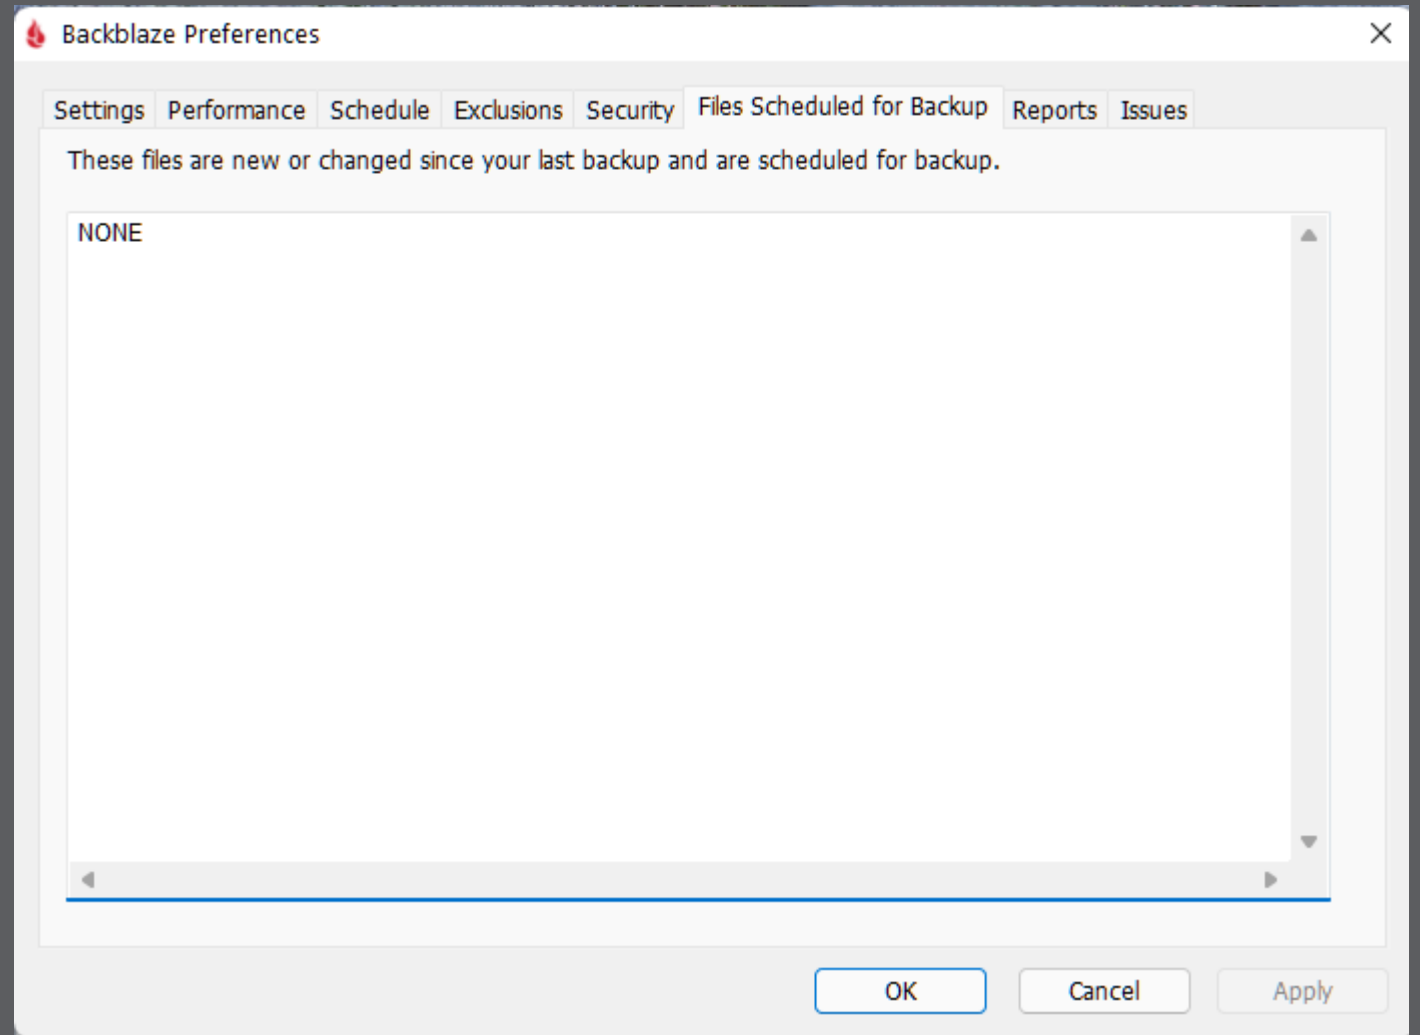 Backblaze Preferences
Settings Performance Schedule Exclusions Security Files Scheduled for Backup Reports Issues
These files are new or changed since your last backup and are scheduled for backup.
NONE
OK Cancel Apply